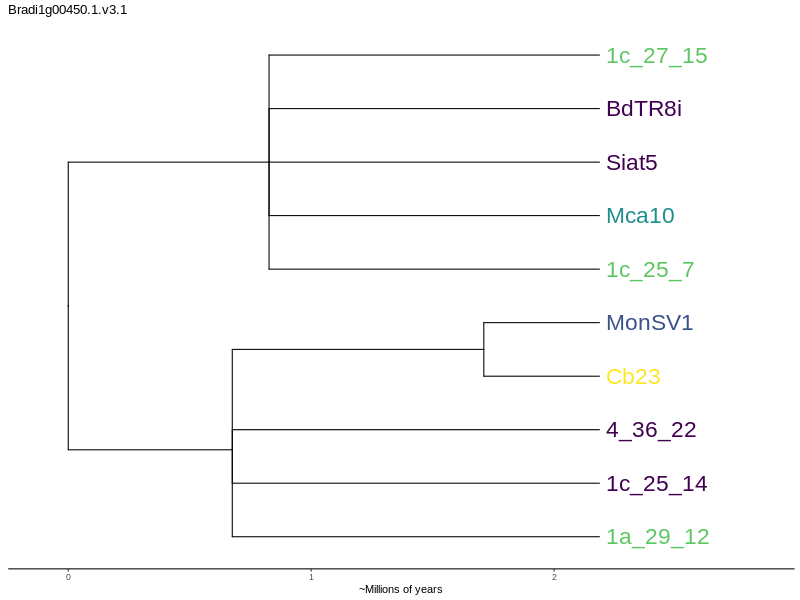 Bradi1g00450.1.v3.1
1c_27_15
BdTR8i
Siat5
Mca10
1c_25_7
MonSV1
Cb23
4_36_22
1c_25_14
1a_29_12
0 1 2
~Millions of years